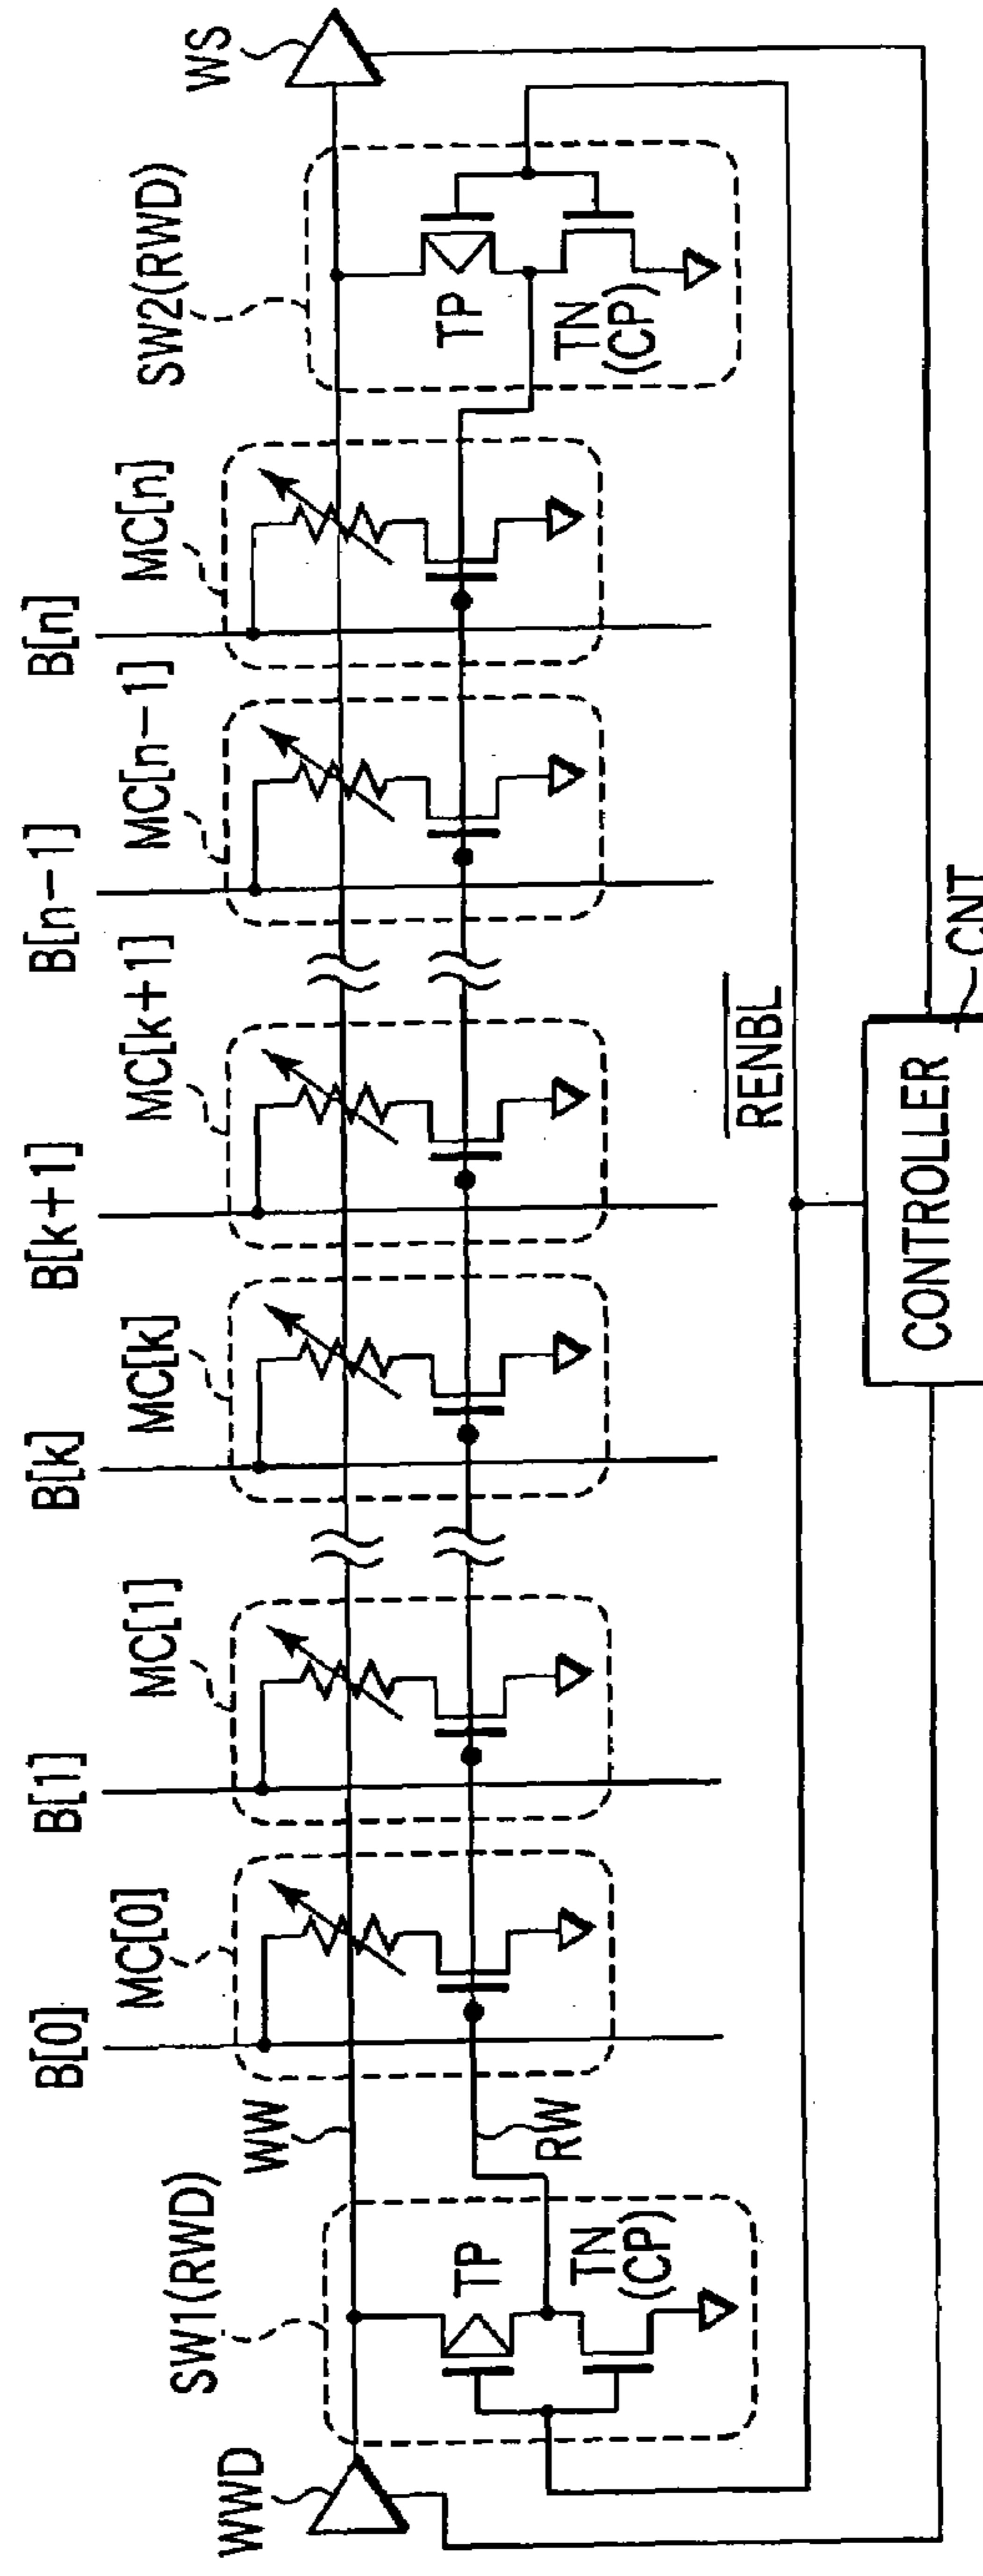 B[0]
B[1]
B[k]
B[k+1]
B[n-1]
B[n]
MC[0]
MC[1]
MC[k]
MC[k+1]
MC[n-1]
MC[n]
WWD
SW1(RWD)
WW
SW2(RWD)
WS
TP
TN
(CP)
RW
TP
TN
(CP)
RENBL
CONTROLLER
CNT